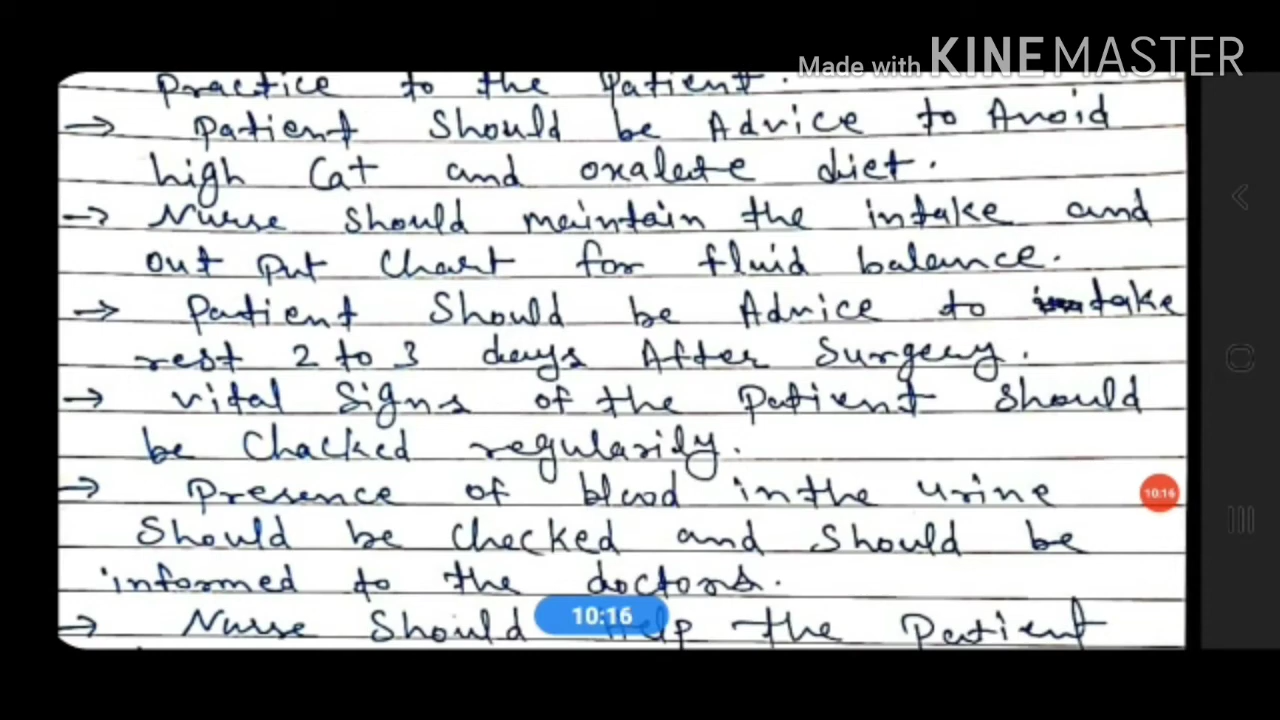 Made with KINEMASTER
practice to the patient.
→ patient should be Advice to Avoid
high Ca+ and oxalate diet.
→ Nurse should maintain the intake and
out put chart for fluid balance.
→ patient should be Advice to take
rest 2 to 3 days After surgery.
→ vital signs of the patient should
be chacked regularily.
→ presence of blood in the urine
10:16
should be checked and should be
informed to the doctors.
10:16
→ Nurse should help the patient